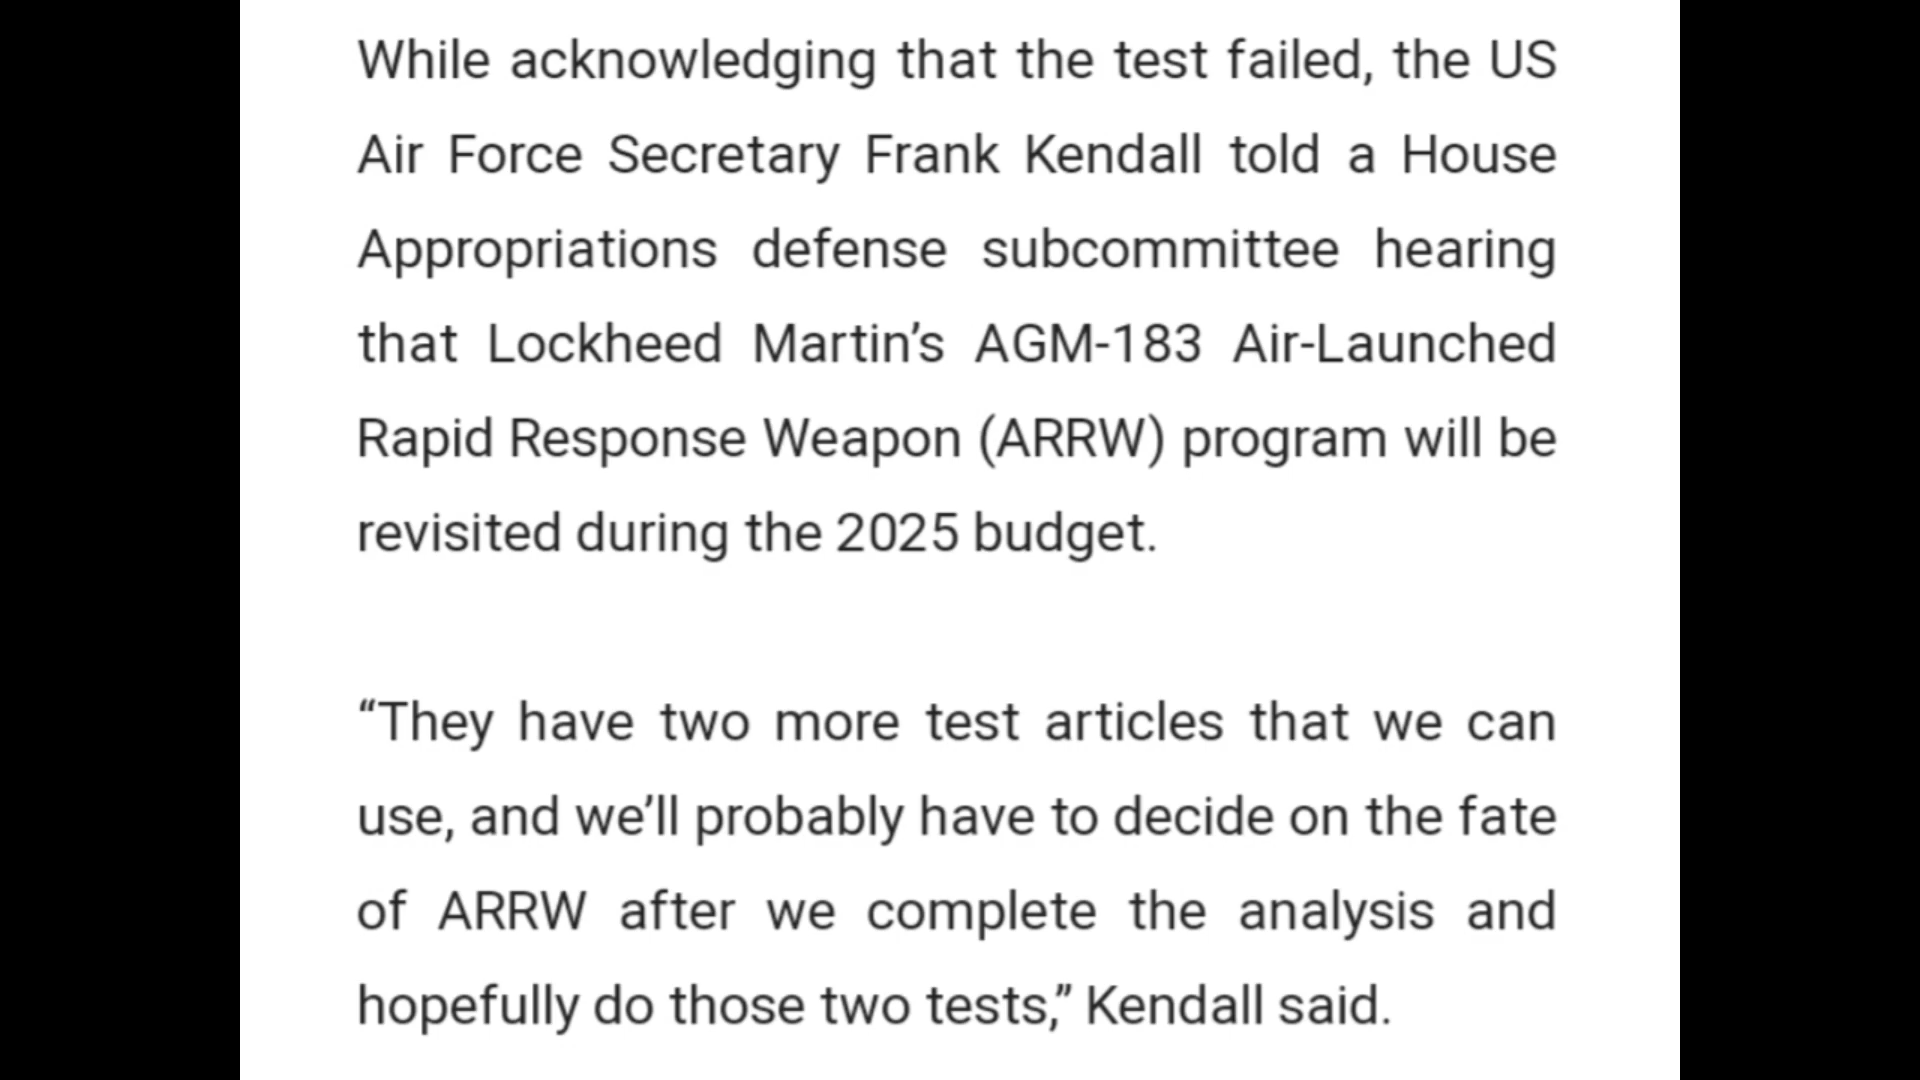 While acknowledging that the test failed, the US
Air Force Secretary Frank Kendall told a House
Appropriations defense subcommittee hearing
that Lockheed Martin’s AGM-183 Air-Launched
Rapid Response Weapon (ARRW) program will be
revisited during the 2025 budget.
“They have two more test articles that we can
use, and we’ll probably have to decide on the fate
of ARRW after we complete the analysis and
hopefully do those two tests,” Kendall said.